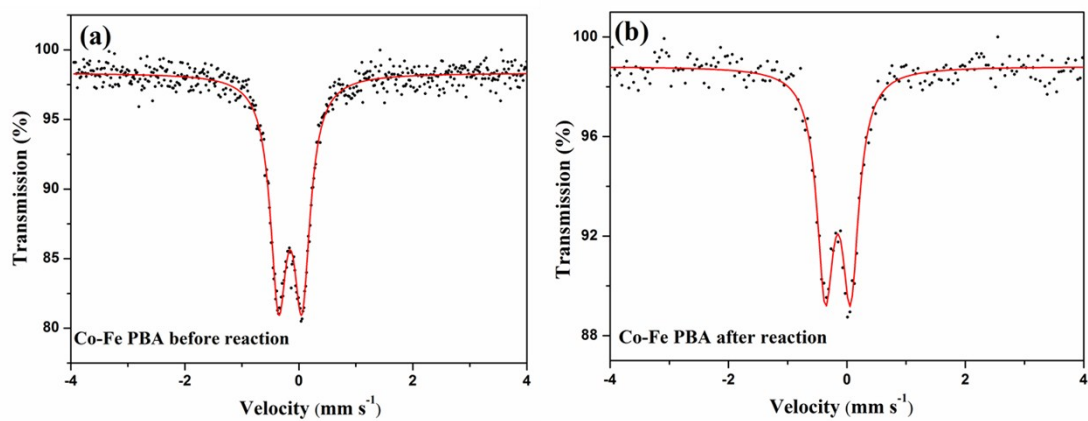 (a)
100
95
90
85
80
Transmission (%)
Co-Fe PBA before reaction
-4
-2
0
2
4
Velocity (mm s⁻¹)
(b)
100
96
92
88
Transmission (%)
Co-Fe PBA after reaction
-4
-2
0
2
4
Velocity (mm s⁻¹)